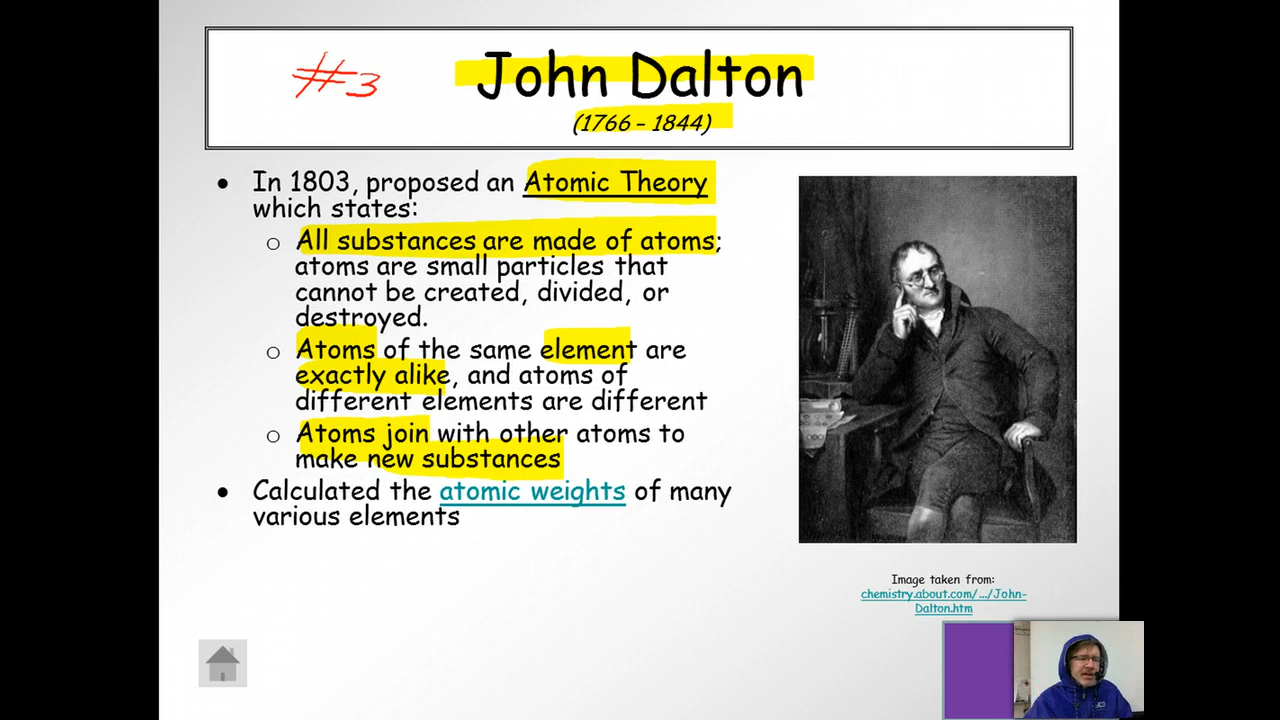 #3
John Dalton
(1766 – 1844)
• In 1803, proposed an Atomic Theory
which states:
o All substances are made of atoms;
atoms are small particles that
cannot be created, divided, or
destroyed.
o Atoms of the same element are
exactly alike, and atoms of
different elements are different
o Atoms join with other atoms to
make new substances
• Calculated the atomic weights of many
various elements
Image taken from:
chemistry.about.com/.../John-
Dalton.htm